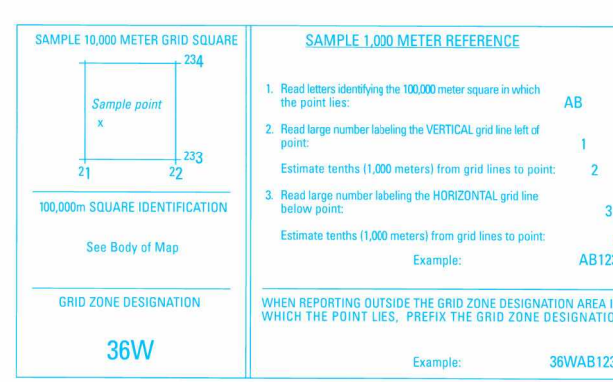 SAMPLE 10,000 METER GRID SQUARE
234
Sample point
x
233
21
22
100,000m SQUARE IDENTIFICATION
See Body of Map
GRID ZONE DESIGNATION
36W
SAMPLE 1,000 METER REFERENCE
1. Read letters identifying the 100,000 meter square in which
the point lies:
AB
2. Read large number labeling the VERTICAL grid line left of
point:
1
Estimate tenths (1,000 meters) from grid lines to point:
2
3. Read large number labeling the HORIZONTAL grid line
below point:
3
Estimate tenths (1,000 meters) from grid lines to point:
Example:
AB123
WHEN REPORTING OUTSIDE THE GRID ZONE DESIGNATION AREA I
WHICH THE POINT LIES, PREFIX THE GRID ZONE DESIGNATIO
Example:
36WAB123